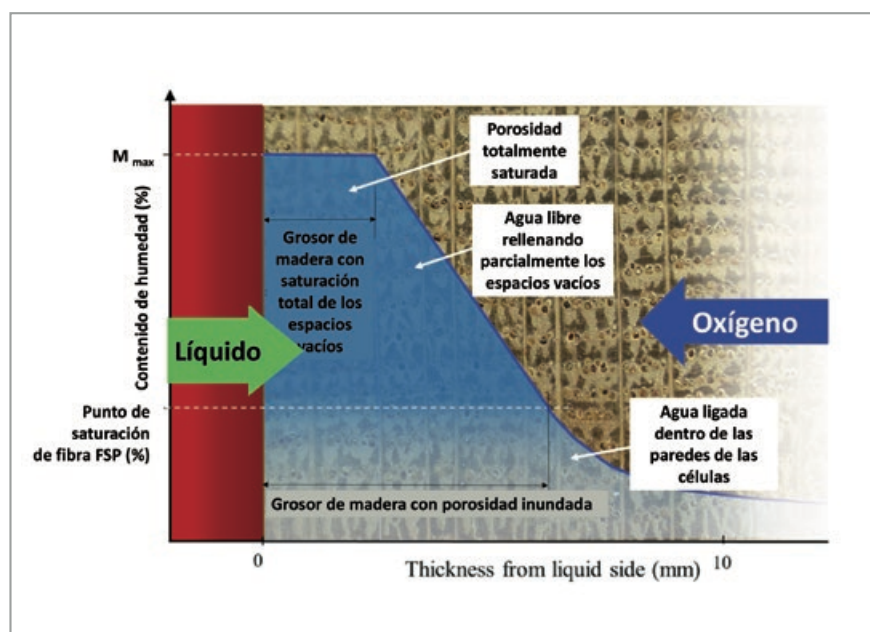 Contenido de humedad (%)
M max
Punto de
saturación
de fibra FSP (%)
Líquido
Grosor de
madera con
saturación
total de los
espacios
vacíos
Porosidad
totalmente
saturada
Agua libre
rellenando
parcialmente los
espacios vacíos
Oxígeno
Agua ligada
dentro de las
paredes de las
células
Grosor de madera con porosidad inundada
0
10
Thickness from liquid side (mm)